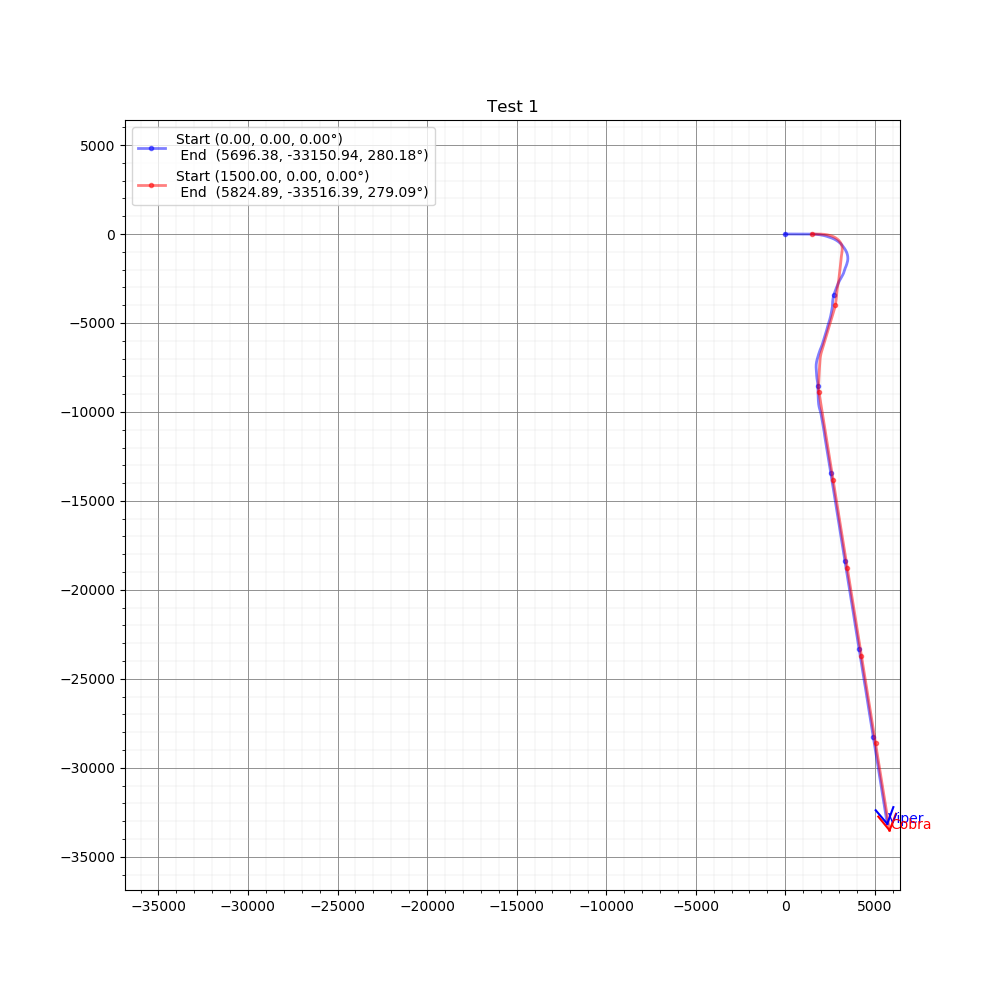 Test 1
Start (0.00, 0.00, 0.00°)
End (5696.38, -33150.94, 280.18°)
Start (1500.00, 0.00, 0.00°)
End (5824.89, -33516.39, 279.09°)
5000
0
−5000
−10000
−15000
−20000
−25000
−30000
−35000
Viper
Cobra
−35000 −30000 −25000 −20000 −15000 −10000 −5000 0 5000